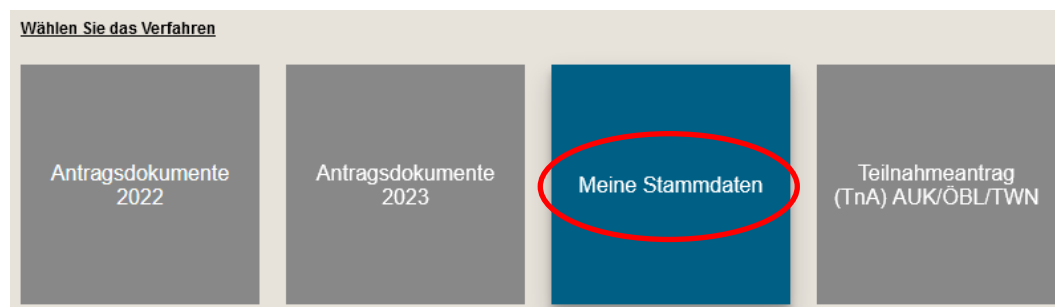 Wählen Sie das Verfahren
Antragsdokumente
2022
Antragsdokumente
2023
Meine Stammdaten
Teilnahmeantrag
(TnA) AUK/ÖBL/TWN